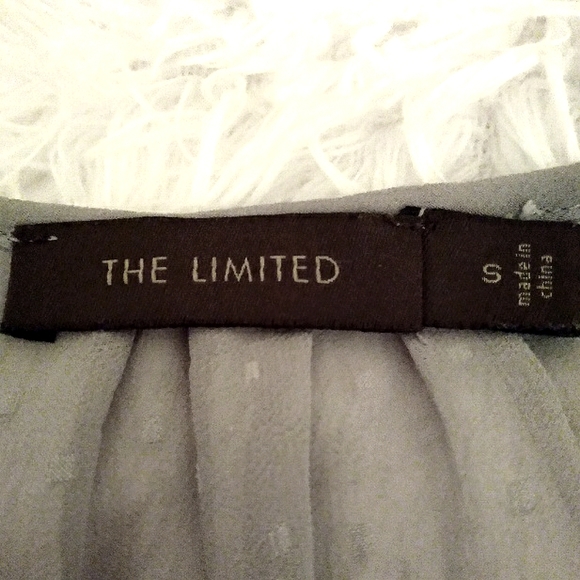 THE LIMITED
S
made in
china